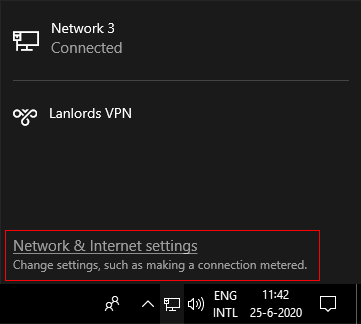 Network 3
Connected
Lanlords VPN
Network & Internet settings
Change settings, such as making a connection metered.
ENG 11:42
INTL 25-6-2020